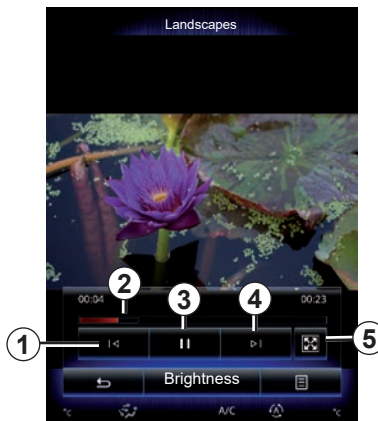 Landscapes
2 3 4
00:04 00:23
1 5
Brightness
°C A/C A °C